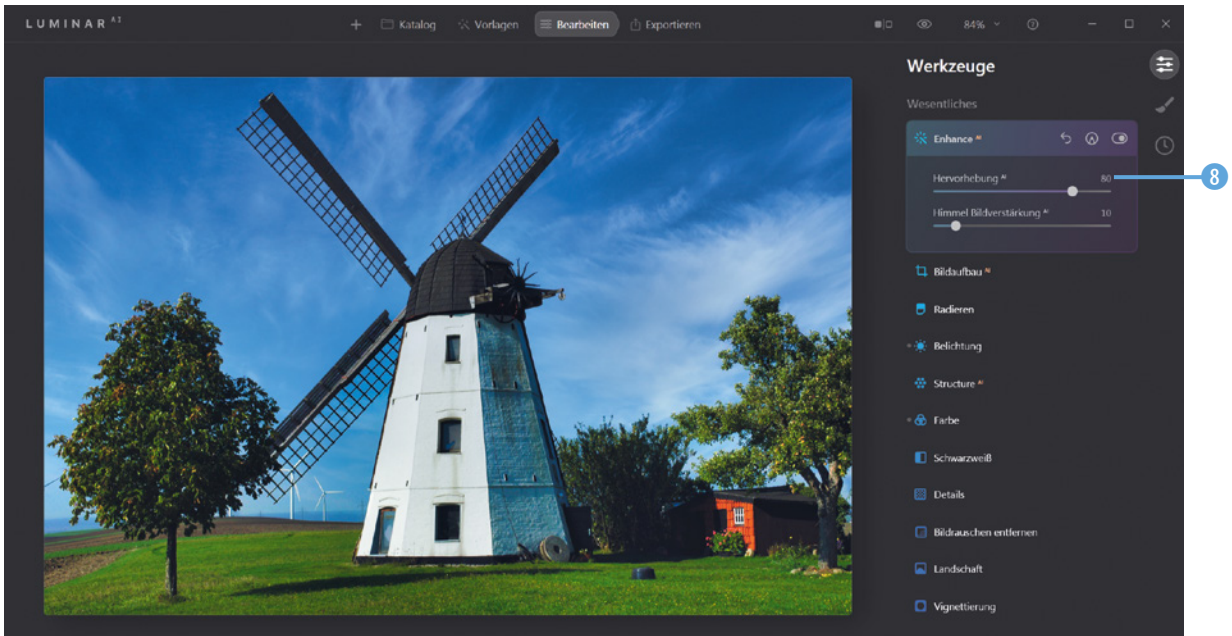 LUMINAR AI
Katalog Vorlagen Bearbeiten Exportieren 84%
Werkzeuge
Wesentliches
Enhance AI
Hervorhebung AI 80
8
Himmel Bildverstärkung AI 10
Bildaufbau AI
Radieren
Belichtung
Structure AI
Farbe
Schwarzweiß
Details
Bildrauschen entfernen
Landschaft
Vignettierung